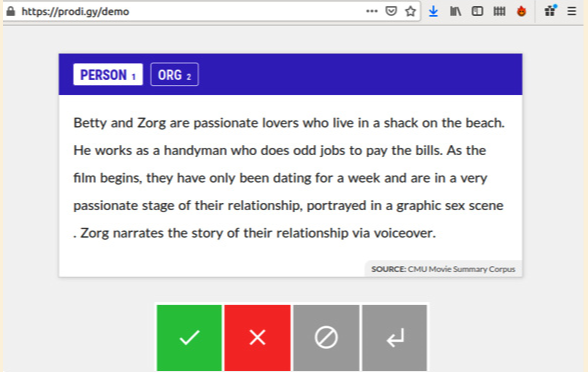 https://prodi.gy/demo
PERSON 1 ORG 2
Betty and Zorg are passionate lovers who live in a shack on the beach.
He works as a handyman who does odd jobs to pay the bills. As the
film begins, they have only been dating for a week and are in a very
passionate stage of their relationship, portrayed in a graphic sex scene
. Zorg narrates the story of their relationship via voiceover.
SOURCE: CMU Movie Summary Corpus